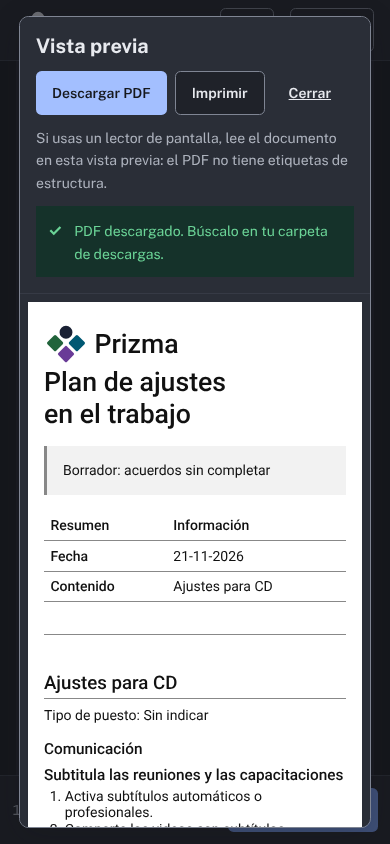 Vista previa
Descargar PDF Imprimir Cerrar
Si usas un lector de pantalla, lee el documento
en esta vista previa: el PDF no tiene etiquetas de
estructura.
PDF descargado. Búscalo en tu carpeta
de descargas.
Prizma
Plan de ajustes
en el trabajo
Borrador: acuerdos sin completar
Resumen Información
Fecha 21-11-2026
Contenido Ajustes para CD
Ajustes para CD
Tipo de puesto: Sin indicar
Comunicación
Subtitula las reuniones y las capacitaciones
1. Activa subtítulos automáticos o
profesionales.